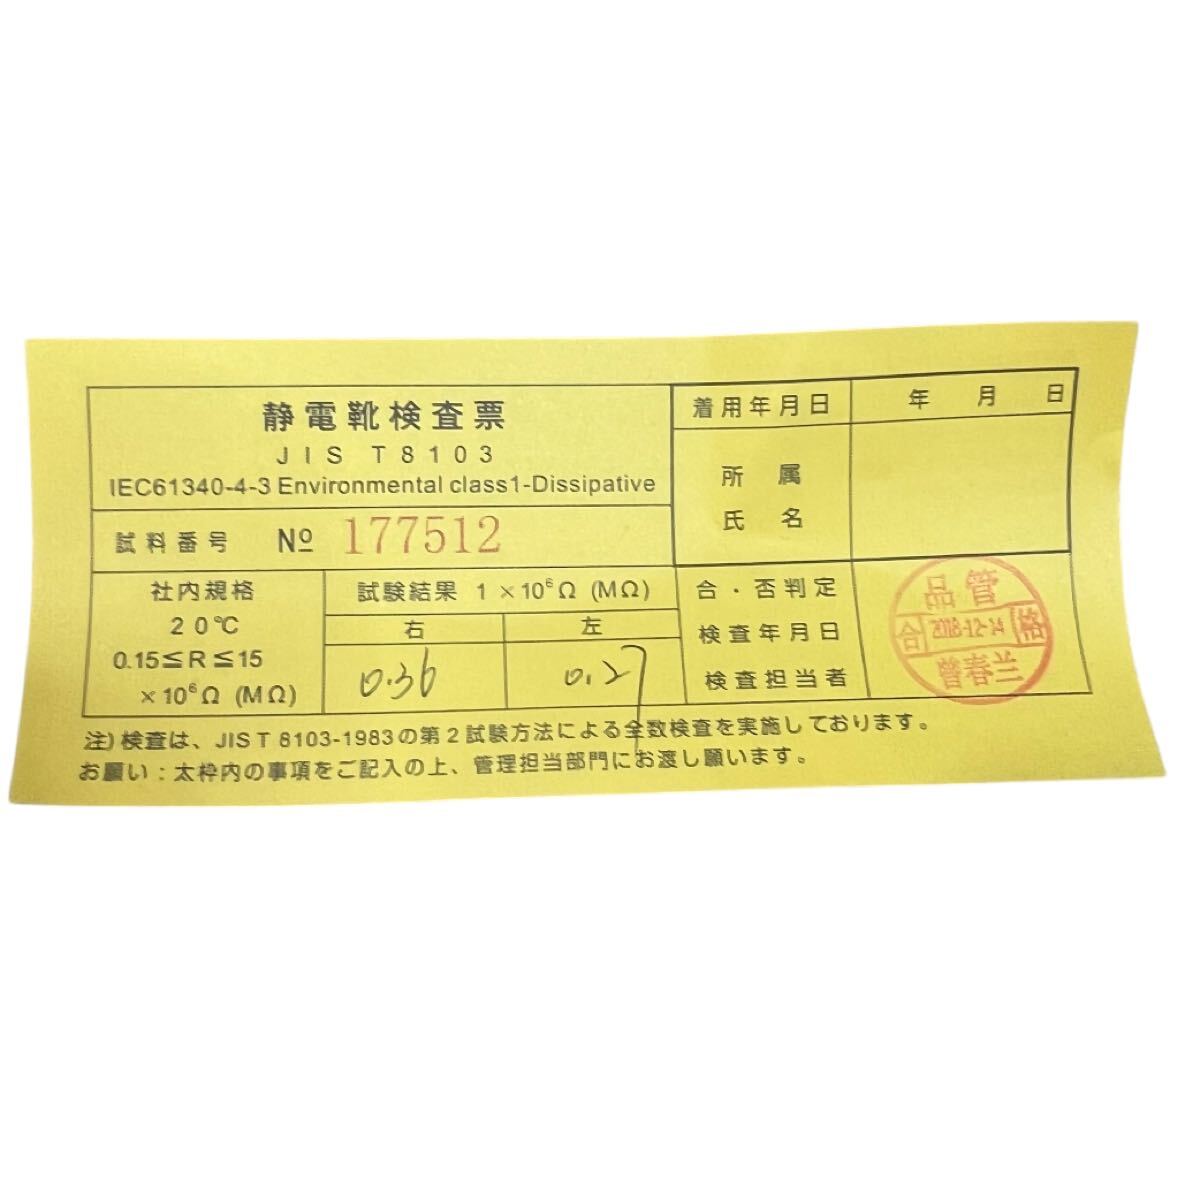 静電靴検査票
JIS T8103
IEC61340-4-3 Environmental class1-Dissipative
試料番号 № 177512
社内規格
20℃
0.15≦R≦15
×10⁶Ω (MΩ)
試験結果 1×10⁶Ω (MΩ)
右 左
0.36 0.27
着用年月日 年 月 日
所属
氏名
合・否判定
検査年月日
検査担当者
品管
合 2018-12-14 格
曾春兰
注)検査は、JIS T 8103-1983の第2試験方法による全数検査を実施しております。
お願い:太枠内の事項をご記入の上、管理担当部門にお渡し願います。